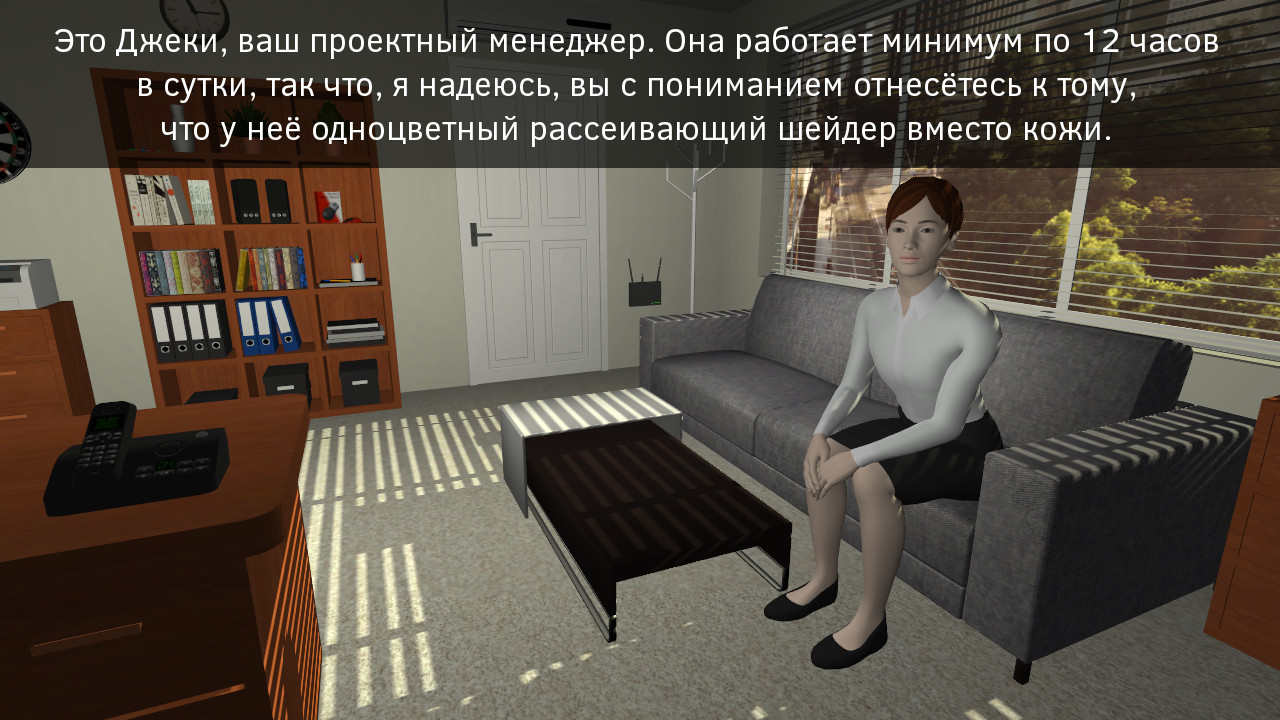 Это Джеки, ваш проектный менеджер. Она работает минимум по 12 часов
в сутки, так что, я надеюсь, вы с пониманием отнесётесь к тому,
что у неё одноцветный рассеивающий шейдер вместо кожи.